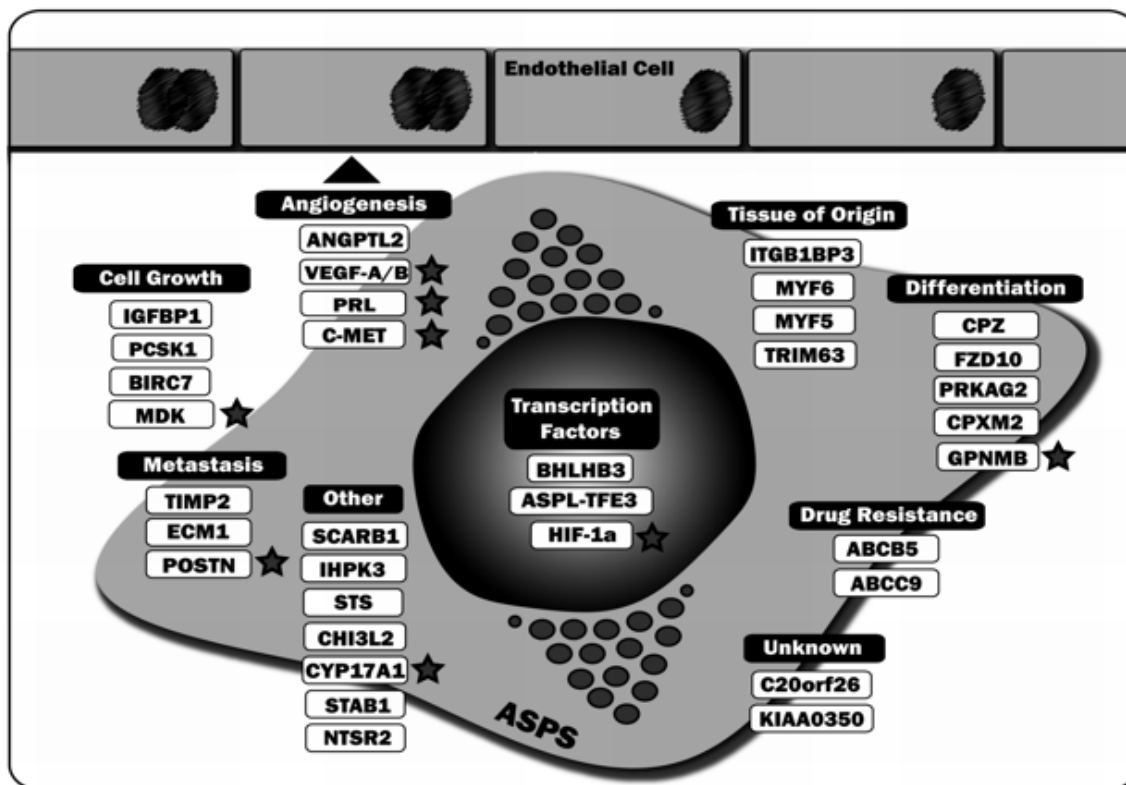 Endothelial Cell
Angiogenesis
ANGPTL2
VEGF-A/B
PRL
C-MET
Cell Growth
IGFBP1
PCSK1
BIRC7
MDK
Metastasis
TIMP2
ECM1
POSTN
Other
SCARB1
IHPK3
STS
CHI3L2
CYP17A1
STAB1
NTSR2
Transcription
Factors
BHLHB3
ASPL-TFE3
HIF-1a
Tissue of Origin
ITGB1BP3
MYF6
MYF5
TRIM63
Differentiation
CPZ
FZD10
PRKAG2
CPXM2
GPNMB
Drug Resistance
ABCB5
ABCC9
Unknown
C20orf26
KIAA0350
ASPS